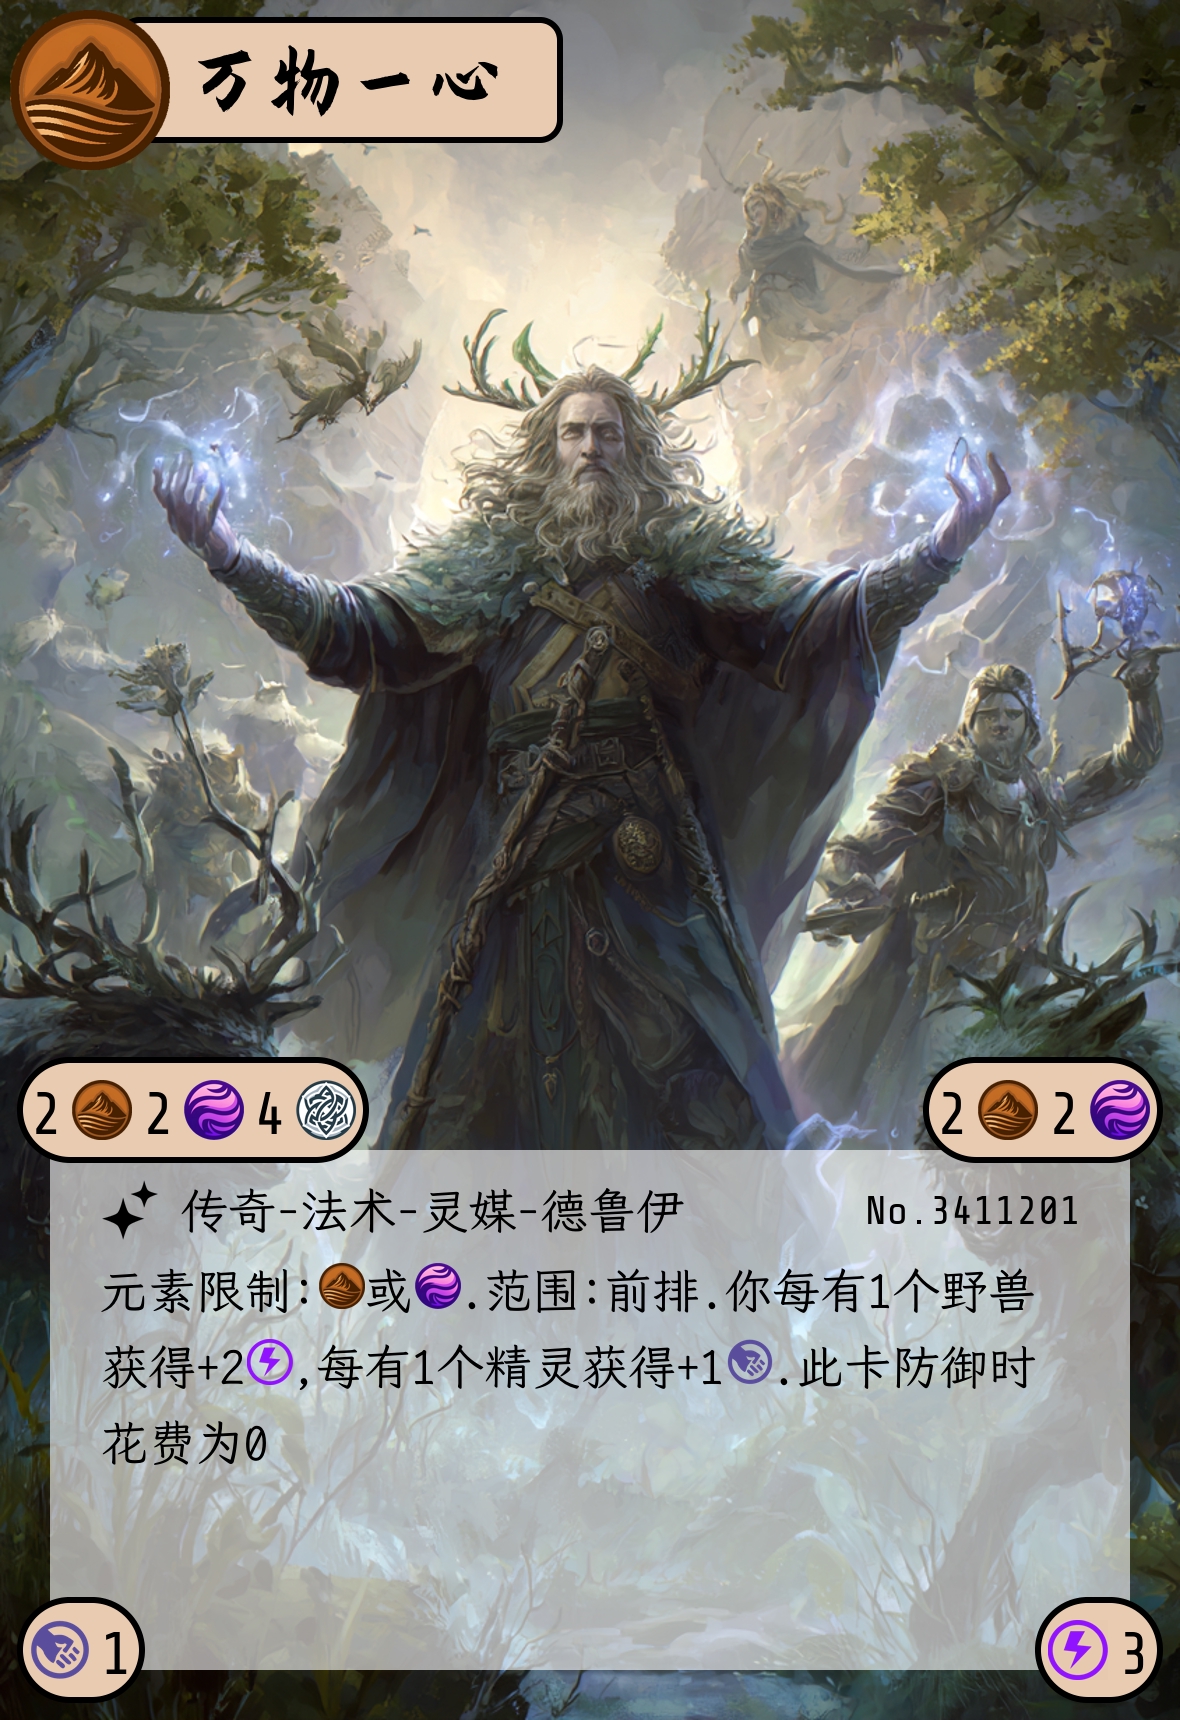 万物一心
2 2 4
2 2
传奇-法术-灵媒-德鲁伊
No.3411201
元素限制:或.范围:前排.你每有1个野兽
获得+2,每有1个精灵获得+1.此卡防御时
花费为0
1
3